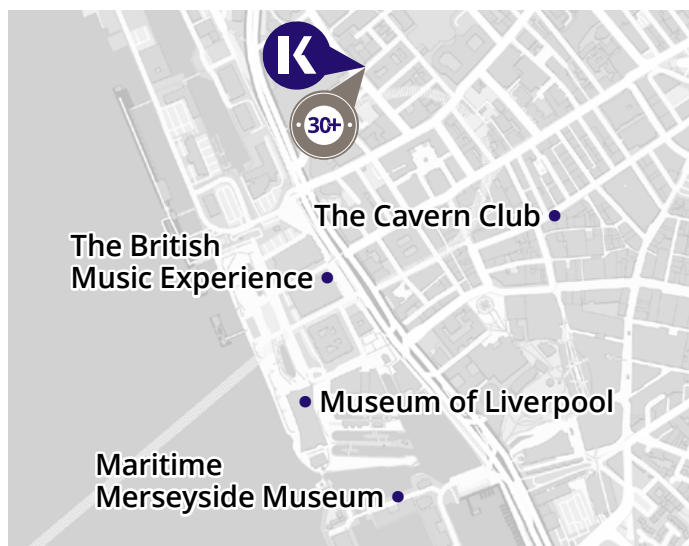 K
30+
The Cavern Club
The British
Music Experience
Museum of Liverpool
Maritime
Merseyside Museum